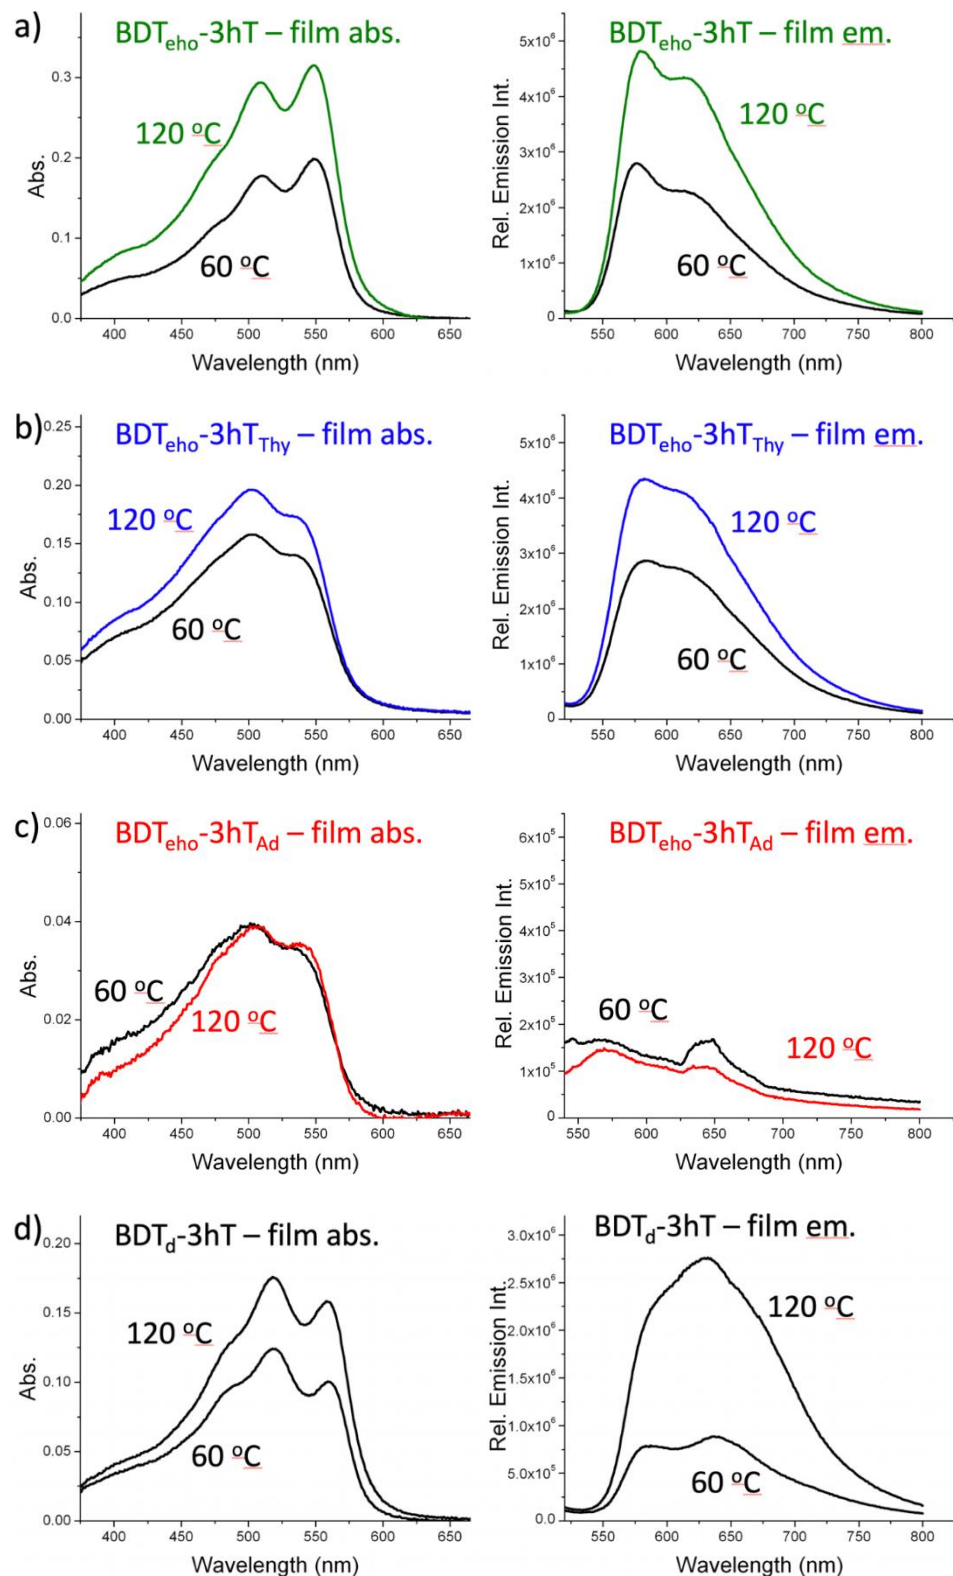 a)
BDTeho-3hT – film abs.
BDTeho-3hT – film em.
Abs.
0.3
0.2
0.1
0.0
120 ºC
60 ºC
400 450 500 550 600 650
Wavelength (nm)
Rel. Emission Int.
5x10⁶
4x10⁶
3x10⁶
2x10⁶
1x10⁶
0
120 ºC
60 ºC
550 600 650 700 750 800
Wavelength (nm)
b)
BDTeho-3hTThy – film abs.
BDTeho-3hTThy – film em.
Abs.
0.25
0.20
0.15
0.10
0.05
0.00
120 ºC
60 ºC
400 450 500 550 600 650
Wavelength (nm)
Rel. Emission Int.
5x10⁶
4x10⁶
3x10⁶
2x10⁶
1x10⁶
0
120 ºC
60 ºC
550 600 650 700 750 800
Wavelength (nm)
c)
BDTeho-3hTAd – film abs.
BDTeho-3hTAd – film em.
Abs.
0.06
0.04
0.02
0.00
60 ºC
120 ºC
400 450 500 550 600 650
Wavelength (nm)
Rel. Emission Int.
6x10⁵
5x10⁵
4x10⁵
3x10⁵
2x10⁵
1x10⁵
0
60 ºC
120 ºC
550 600 650 700 750 800
Wavelength (nm)
d)
BDTd-3hT – film abs.
BDTd-3hT – film em.
Abs.
0.20
0.15
0.10
0.05
0.00
120 ºC
60 ºC
400 450 500 550 600 650
Wavelength (nm)
Rel. Emission Int.
3.0x10⁶
2.5x10⁶
2.0x10⁶
1.5x10⁶
1.0x10⁶
5.0x10⁵
0.0
120 ºC
60 ºC
550 600 650 700 750 800
Wavelength (nm)